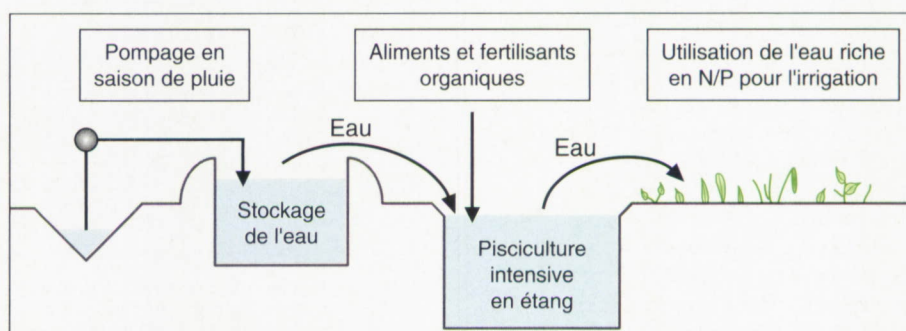 Pompage en
saison de pluie
Aliments et fertilisants
organiques
Utilisation de l'eau riche
en N/P pour l'irrigation
Eau
Eau
Stockage
de l'eau
Pisciculture
intensive
en étang